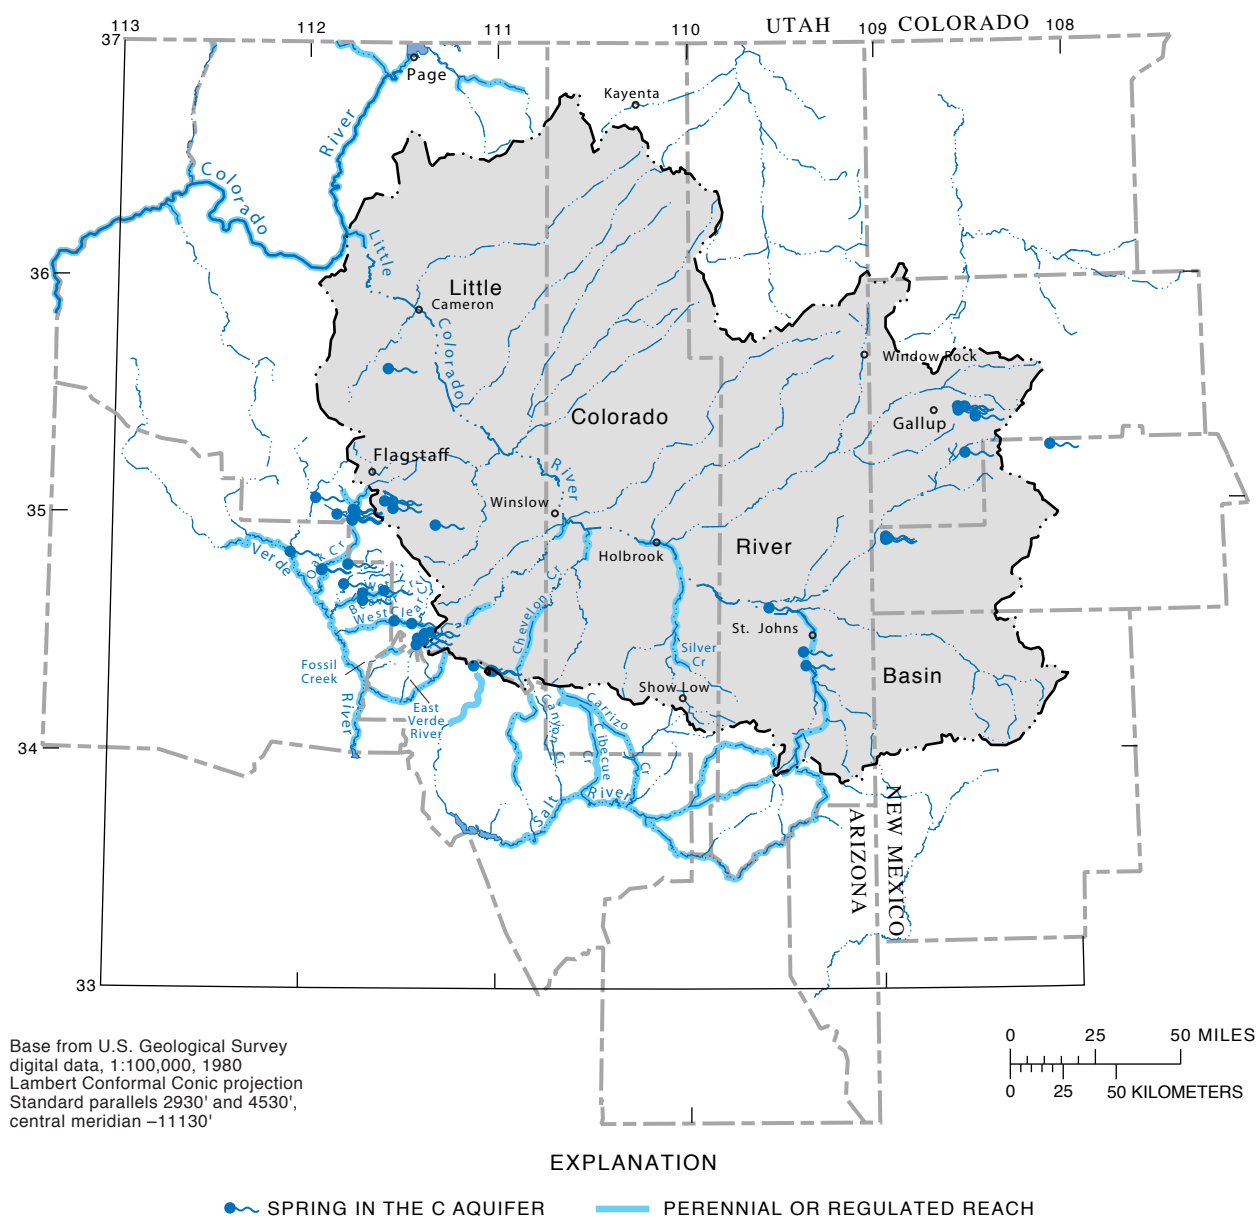 113
112
111
110
109
108
UTAH
COLORADO
37
Page
Kayenta
River
Colorado
Little
36
Little
Cameron
Colorado
Window Rock
Colorado
Gallup
Flagstaff
River
35
Winslow
Holbrook
River
Verde
Oak Cr
Wet
Beaver Cr
West Clear Cr
Chevelon Cr
St. Johns
Silver
Cr
Fossil
Creek
Basin
Show Low
East
Verde
River
River
Canyon Cr
Carrizo Cr
Cibecue Cr
34
Salt River
NEW MEXICO
ARIZONA
33
Base from U.S. Geological Survey
digital data, 1:100,000, 1980
Lambert Conformal Conic projection
Standard parallels 2930' and 4530',
central meridian –11130'
0 25 50 MILES
0 25 50 KILOMETERS
EXPLANATION
SPRING IN THE C AQUIFER
PERENNIAL OR REGULATED REACH